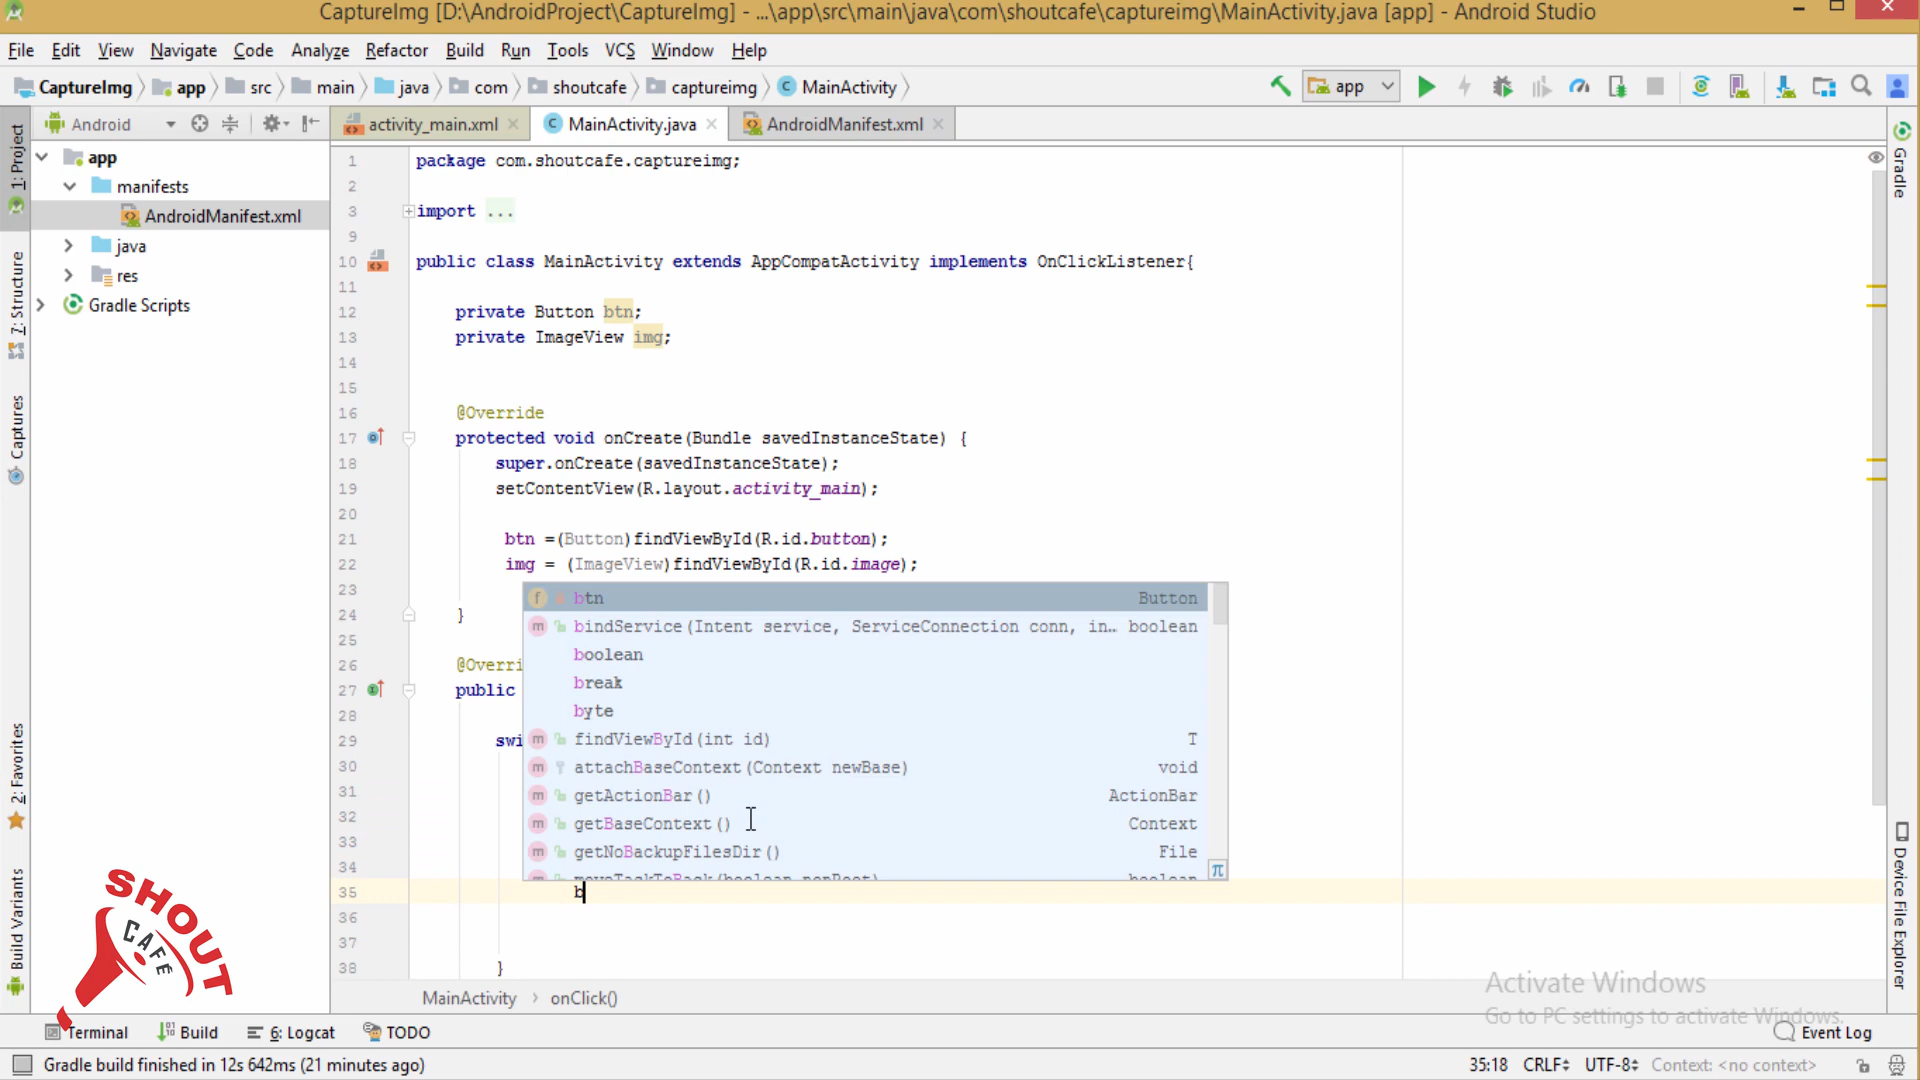 CaptureImg [D:\AndroidProject\CaptureImg] - ...\app\src\main\java\com\shoutcafe\captureimg\MainActivity.java [app] - Android Studio
File Edit View Navigate Code Analyze Refactor Build Run Tools VCS Window Help
CaptureImg app src main java com shoutcafe captureimg MainActivity app
Android activity_main.xml MainActivity.java AndroidManifest.xml
1: Project
7: Structure
Captures
2: Favorites
Build Variants
app
manifests
AndroidManifest.xml
java
res
Gradle Scripts
1 package com.shoutcafe.captureimg;
2
3 import ...
9
10 public class MainActivity extends AppCompatActivity implements OnClickListener{
11
12 private Button btn;
13 private ImageView img;
14
15
16 @Override
17 protected void onCreate(Bundle savedInstanceState) {
18 super.onCreate(savedInstanceState);
19 setContentView(R.layout.activity_main);
20
21 btn =(Button)findViewById(R.id.button);
22 img = (ImageView)findViewById(R.id.image);
23
24 }
25
26 @Overri
27 public
28
29 swi
30
31
32
33
34
35 b
36
37
38 }
btn Button
bindService(Intent service, ServiceConnection conn, in... boolean
boolean
break
byte
findViewById(int id) T
attachBaseContext(Context newBase) void
getActionBar() ActionBar
getBaseContext() Context
getNoBackupFilesDir() File
moveTaskToBack(boolean nonRoot) boolean
π
Gradle
Device File Explorer
SHOUT
CAFE
MainActivity › onClick()
Activate Windows
Go to PC settings to activate Windows.
Terminal Build 6: Logcat TODO Event Log
Gradle build finished in 12s 642ms (21 minutes ago) 35:18 CRLF UTF-8 Context: <no context>